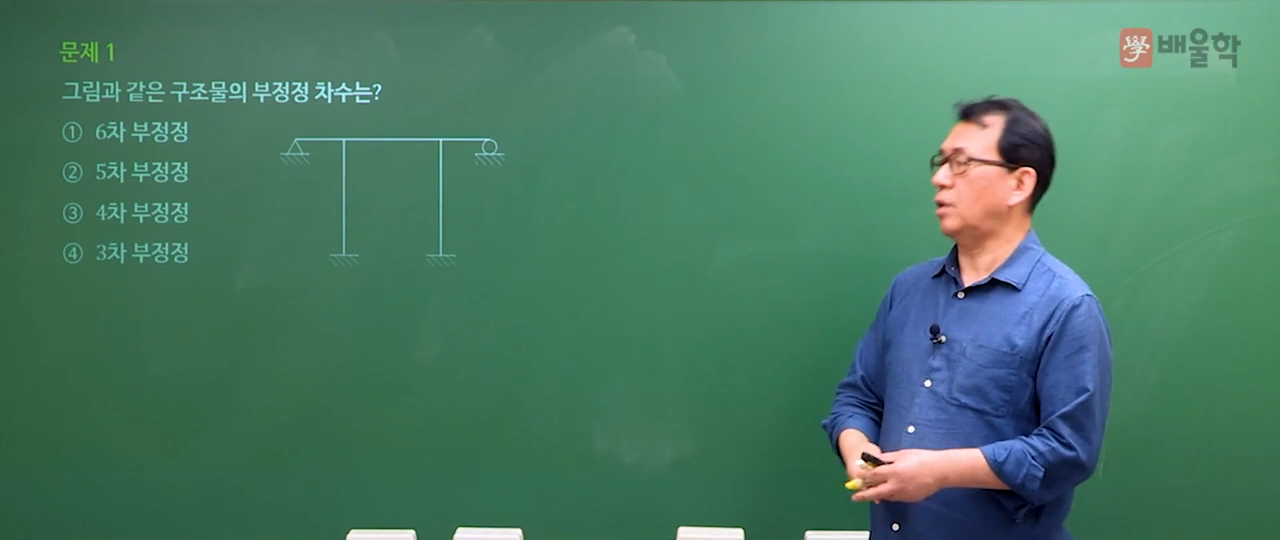 學 배울학
문제 1
그림과 같은 구조물의 부정정 차수는?
① 6차 부정정
② 5차 부정정
③ 4차 부정정
④ 3차 부정정